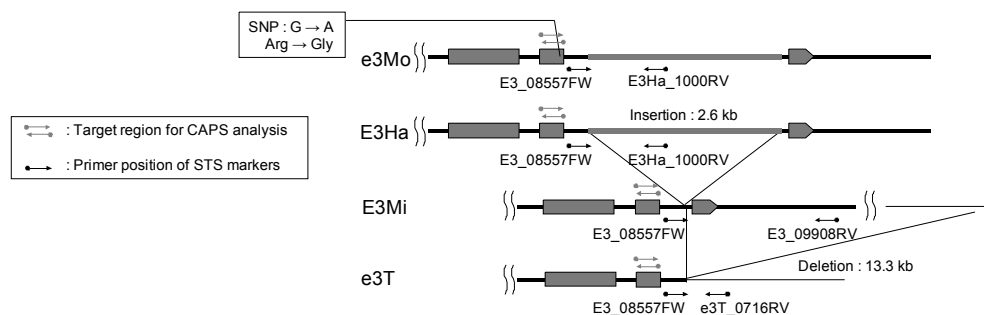 SNP : G → A
Arg → Gly
e3Mo
E3_08557FW
E3Ha_1000RV
: Target region for CAPS analysis
: Primer position of STS markers
E3Ha
Insertion : 2.6 kb
E3_08557FW
E3Ha_1000RV
E3Mi
E3_08557FW
E3_09908RV
e3T
Deletion : 13.3 kb
E3_08557FW
e3T_0716RV